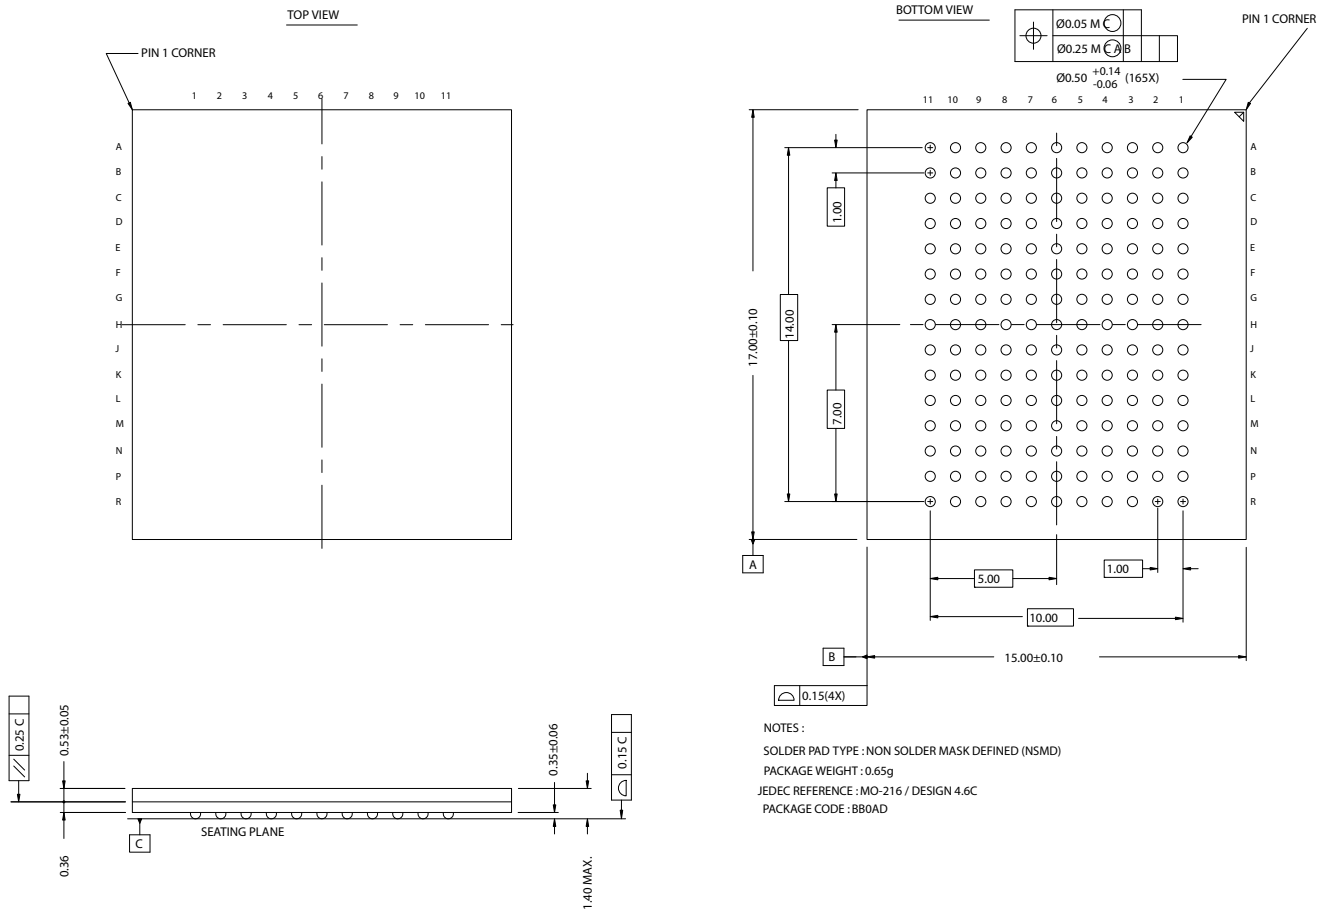 TOP VIEW
PIN 1 CORNER
1 2 3 4 5 6 7 8 9 10 11
A
B
C
D
E
F
G
H
J
K
L
M
N
P
R
BOTTOM VIEW
PIN 1 CORNER
Ø0.05 M C
Ø0.25 M C A B
Ø0.50 +0.14 -0.06 (165X)
11 10 9 8 7 6 5 4 3 2 1
A
B
C
D
E
F
G
H
J
K
L
M
N
P
R
1.00
14.00
17.00±0.10
7.00
A
5.00
1.00
10.00
B
15.00±0.10
0.15(4X)
0.25 C
0.53±0.05
0.35±0.06
0.15 C
SEATING PLANE
C
0.36
1.40 MAX.
NOTES :
SOLDER PAD TYPE : NON SOLDER MASK DEFINED (NSMD)
PACKAGE WEIGHT : 0.65g
JEDEC REFERENCE : MO-216 / DESIGN 4.6C
PACKAGE CODE : BB0AD